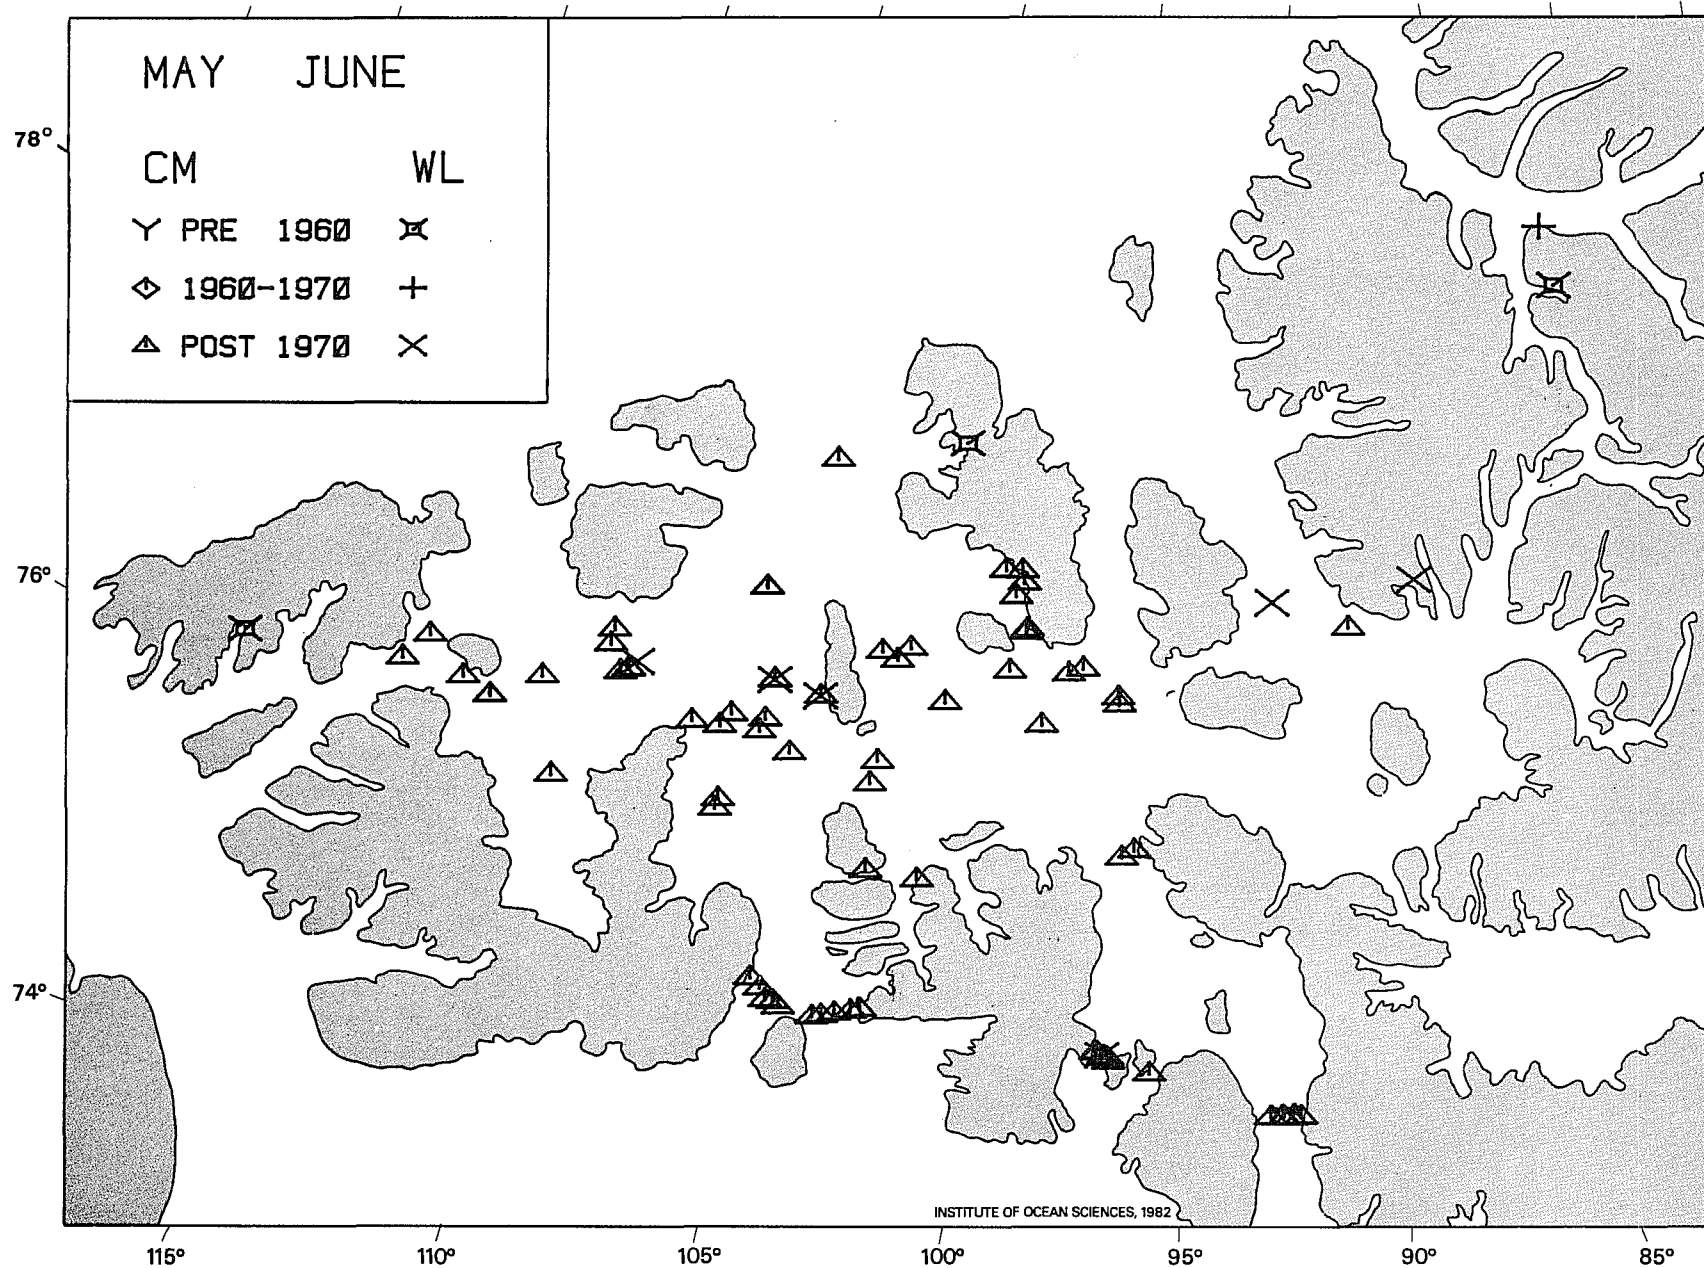 MAY JUNE
CM WL
PRE 1960
1960-1970
POST 1970
78°
76°
74°
INSTITUTE OF OCEAN SCIENCES, 1982
115° 110° 105° 100° 95° 90° 85°